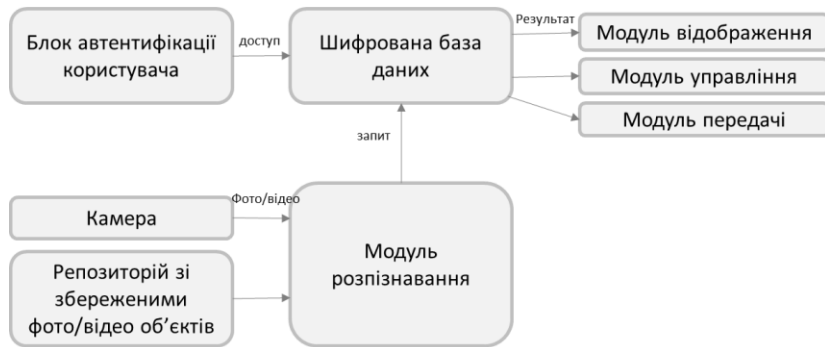 Блок автентифікації
користувача
доступ
Шифрована база
даних
Результат
Модуль відображення
Модуль управління
Модуль передачі
запит
Камера
Фото/відео
Модуль
розпізнавання
Репозиторій зі
збереженими
фото/відео об’єктів